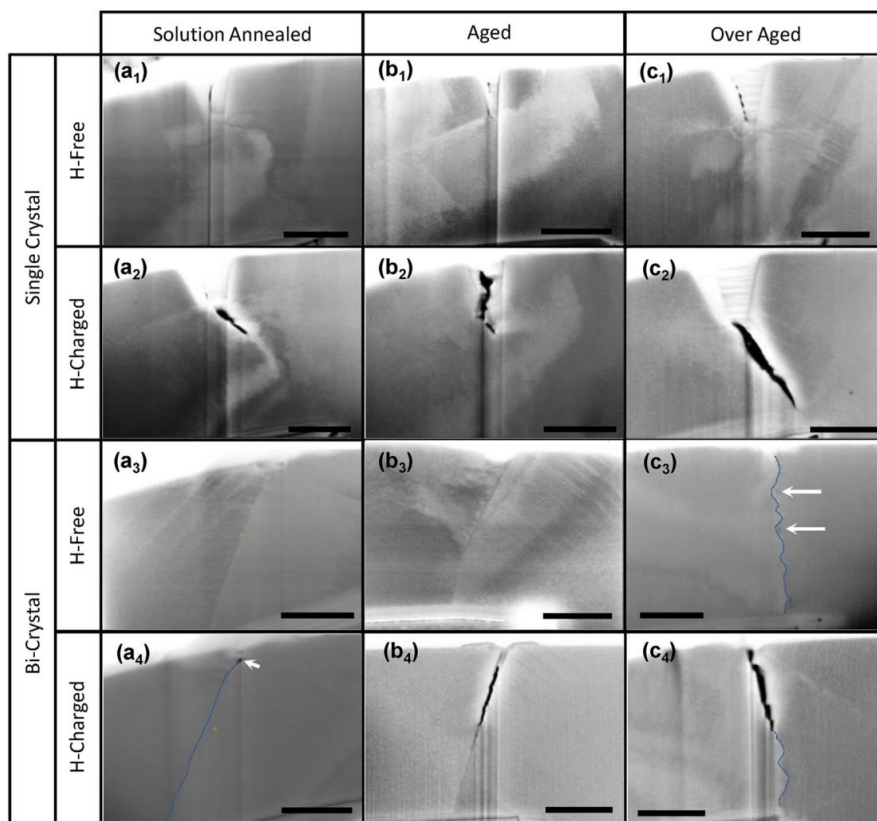 Solution Annealed
Aged
Over Aged
Single Crystal
H-Free
(a₁)
(b₁)
(c₁)
H-Charged
(a₂)
(b₂)
(c₂)
Bi-Crystal
H-Free
(a₃)
(b₃)
(c₃)
H-Charged
(a₄)
(b₄)
(c₄)